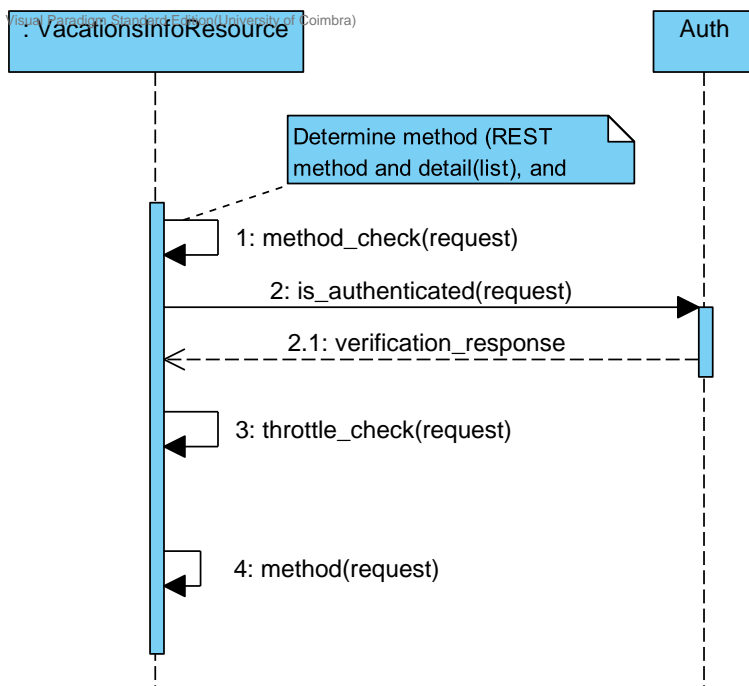 Visual Paradigm Standard Edition(University of Coimbra)
: VacationsInfoResource
Auth
Determine method (REST
method and detail(list), and
1: method_check(request)
2: is_authenticated(request)
2.1: verification_response
3: throttle_check(request)
4: method(request)